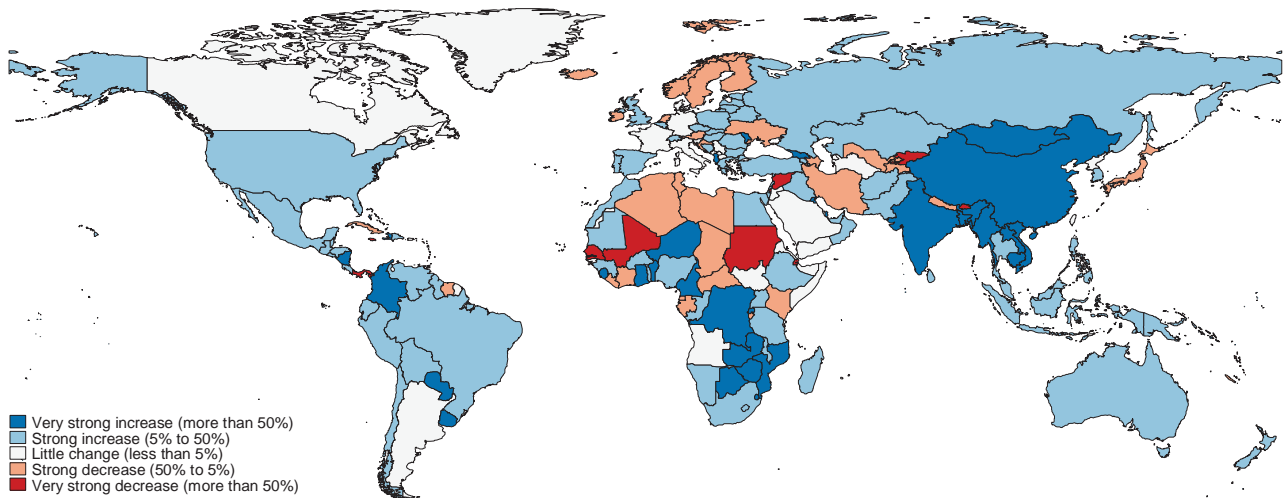 Very strong increase (more than 50%)
Strong increase (5% to 50%)
Little change (less than 5%)
Strong decrease (50% to 5%)
Very strong decrease (more than 50%)